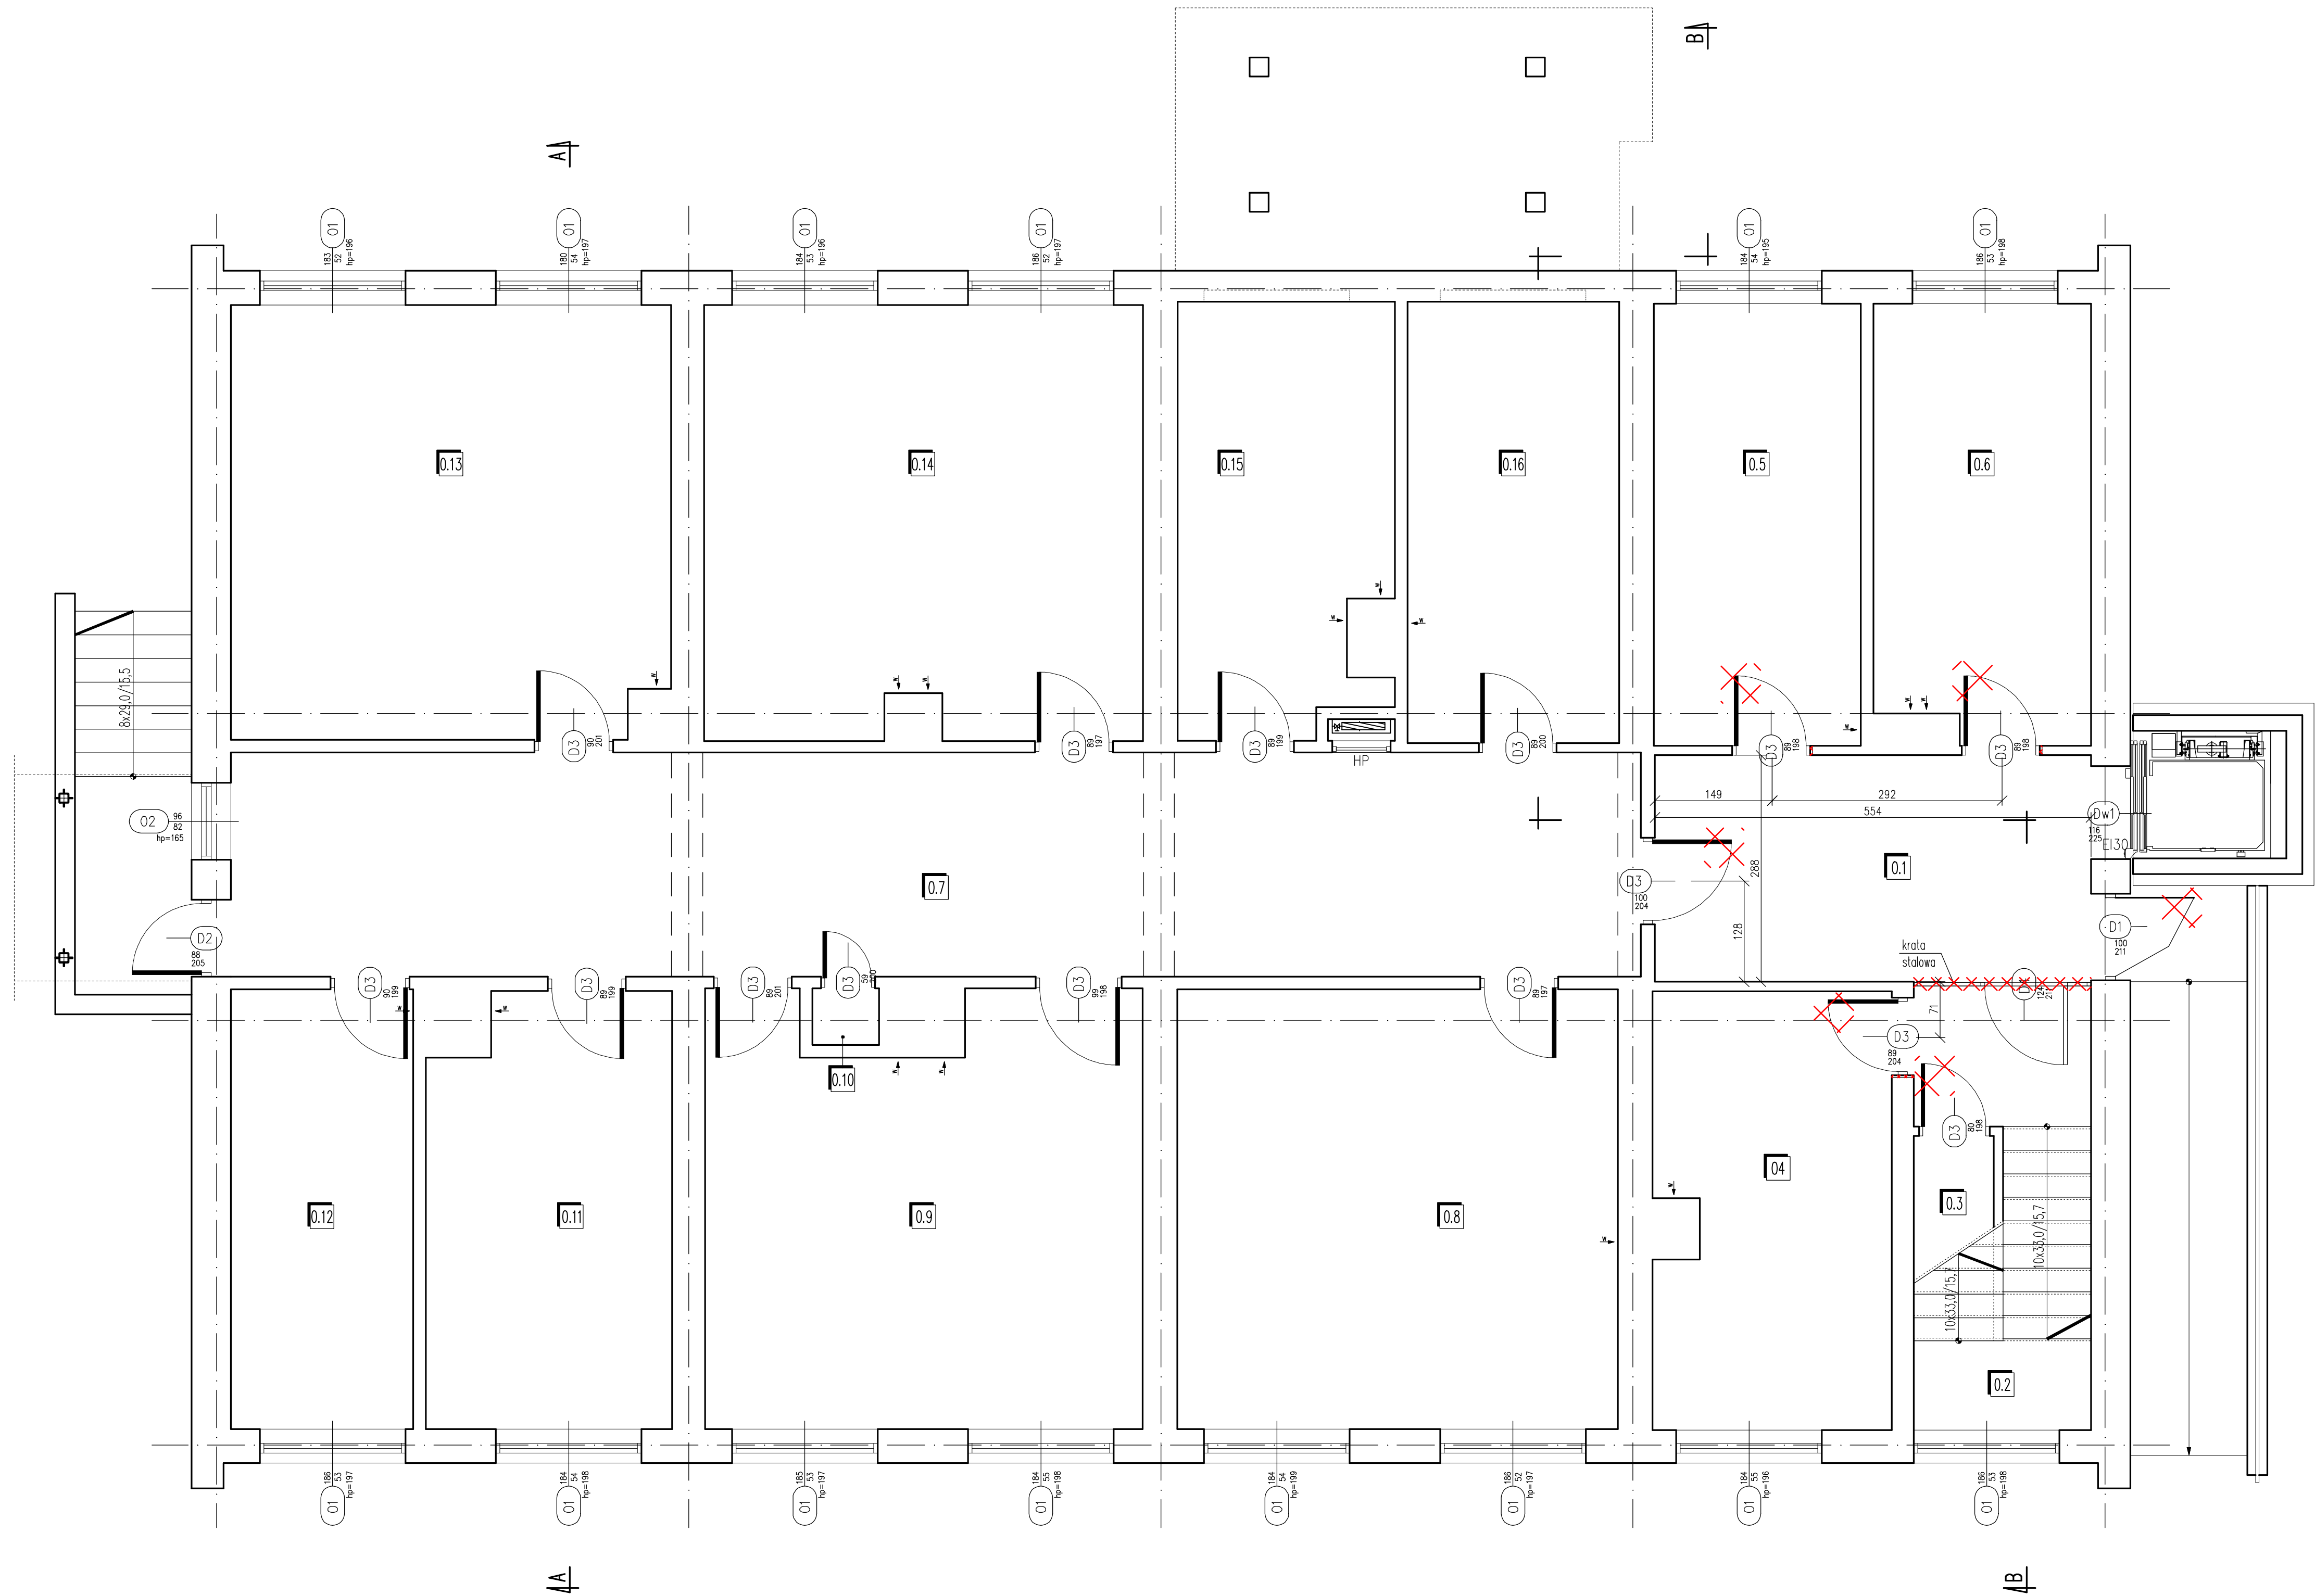 B
A
O1
183
52
hp=196
O1
180
54
hp=197
O1
184
53
hp=196
O1
186
52
hp=197
O1
184
54
hp=195
O1
186
53
hp=198
0.13
0.14
0.15
0.16
0.5
0.6
8x29,0/15,5
w
w
w
w
w
w
w
w
w
D3
90
201
D3
89
197
D3
89
199
HP
D3
89
200
D3
89
198
D3
89
198
149
292
554
O2
96
82
hp=165
Dw1
116
225
EI30
0.7
0.1
288
128
D3
100
204
D2
88
205
D1
100
211
krata
stalowa
D3
90
199
w
w
D3
89
199
D3
89
201
D3
59
200
D3
99
198
D3
89
197
124
71
D3
89
204
0.10
w
w
D3
80
198
04
w
w
0.12
0.11
0.9
0.8
0.3
10x33,0/15,7
10x33,0/15,7
0.2
O1
186
53
hp=197
O1
184
54
hp=198
O1
185
53
hp=197
O1
184
55
hp=198
O1
184
54
hp=199
O1
186
52
hp=197
O1
184
55
hp=196
O1
186
53
hp=198
A
B